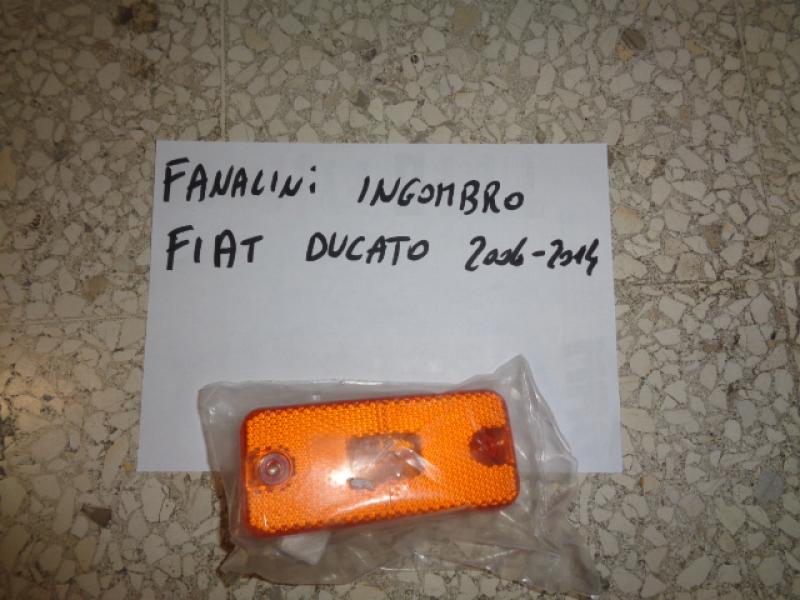 FANALINi INGOMBRO
FIAT DUCATO 2006-2014